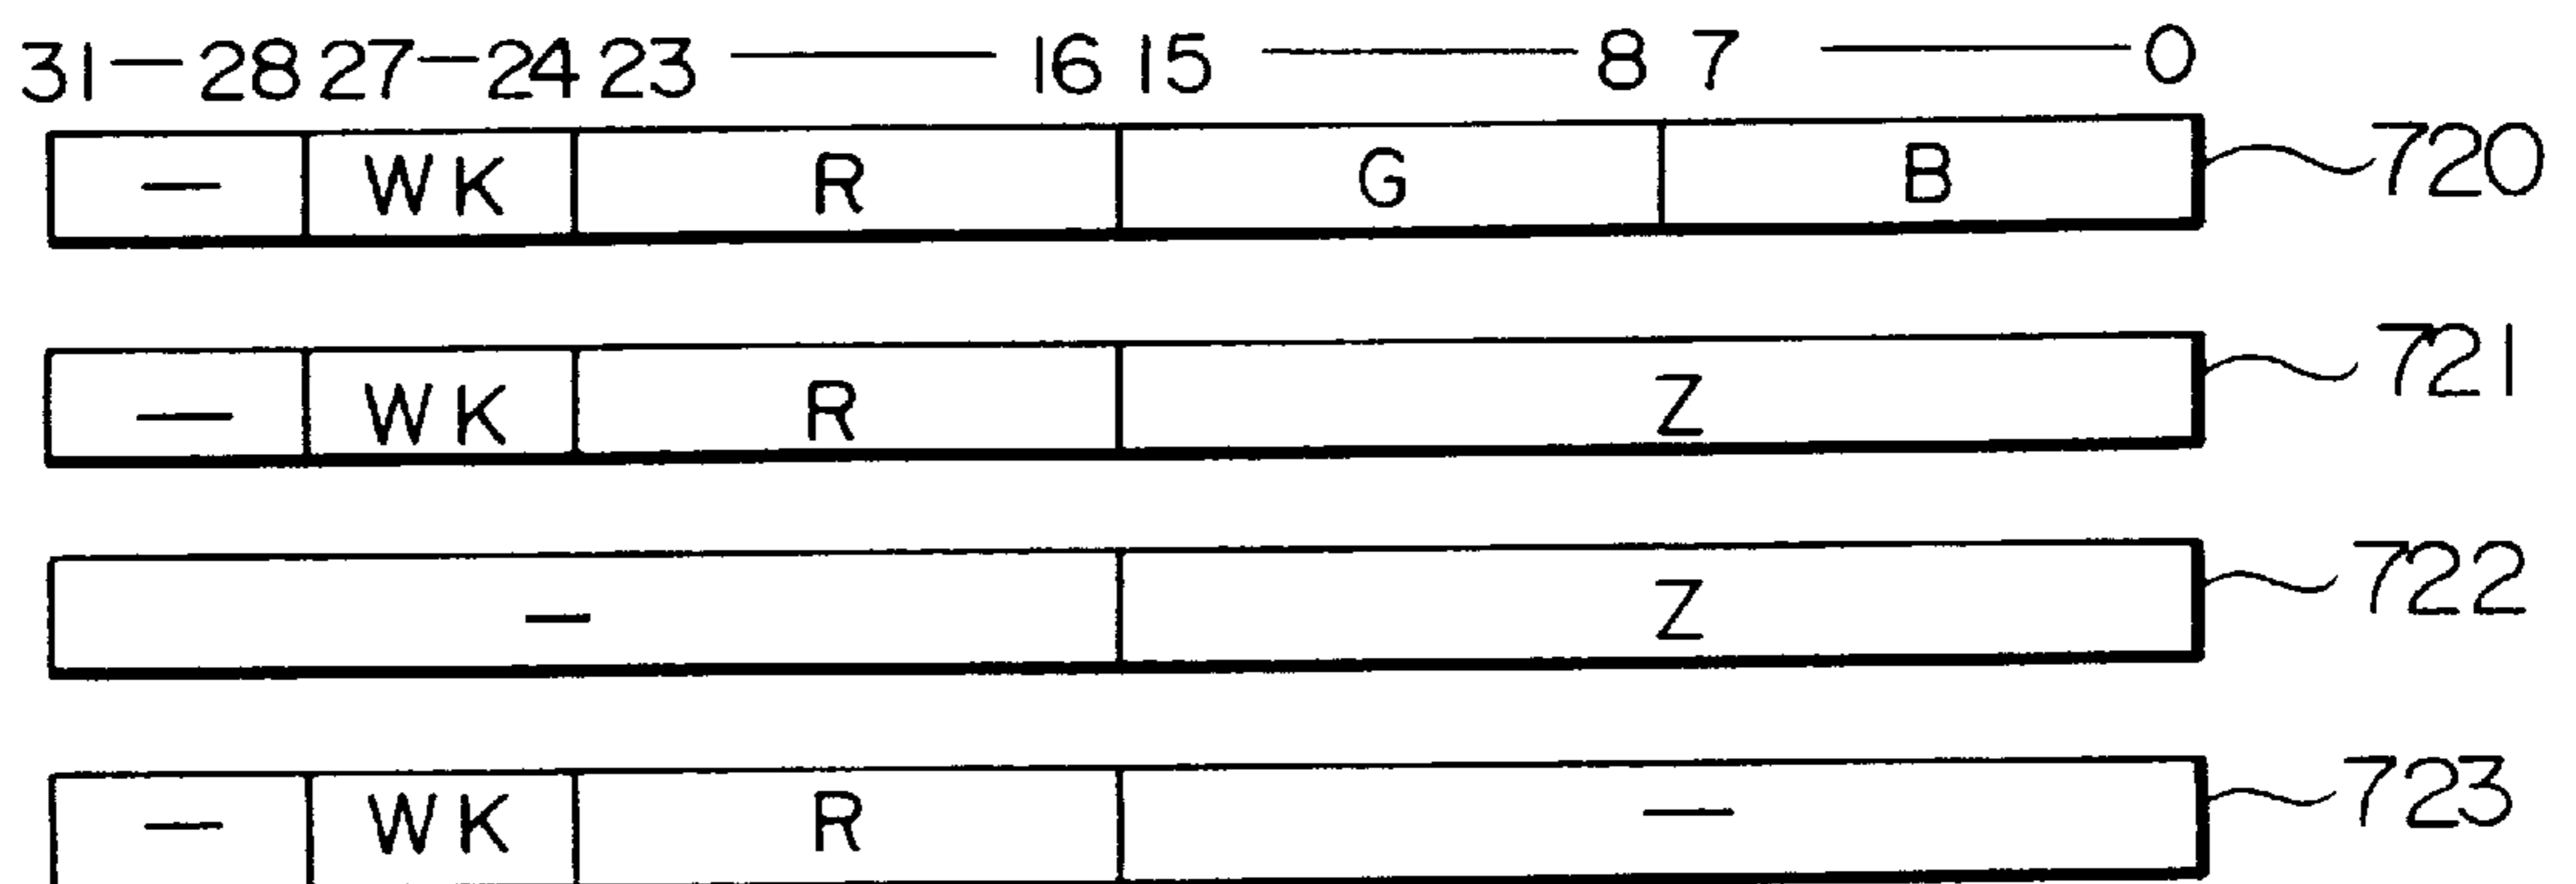 31—28 27—24 23 —— 16 15 —— 8 7 —— 0
— WK R G B 720
— WK R Z 721
— Z 722
— WK R — 723